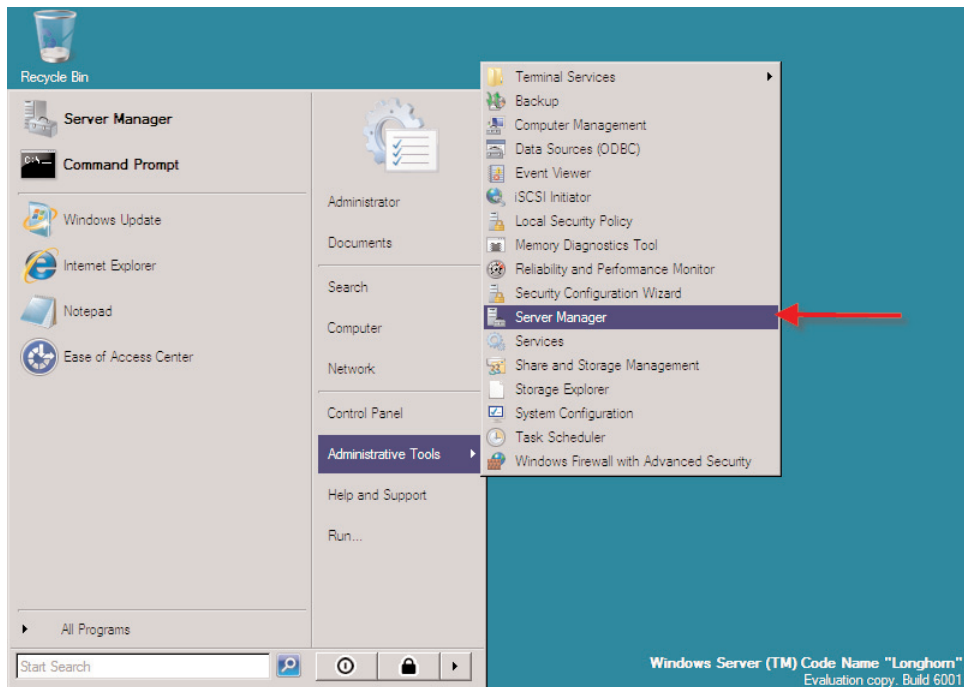 Recycle Bin
Server Manager
Command Prompt
Windows Update
Internet Explorer
Notepad
Ease of Access Center
All Programs
Start Search
Administrator
Documents
Search
Computer
Network
Control Panel
Administrative Tools
Help and Support
Run...
Terminal Services
Backup
Computer Management
Data Sources (ODBC)
Event Viewer
iSCSI Initiator
Local Security Policy
Memory Diagnostics Tool
Reliability and Performance Monitor
Security Configuration Wizard
Server Manager
Services
Share and Storage Management
Storage Explorer
System Configuration
Task Scheduler
Windows Firewall with Advanced Security
Windows Server (TM) Code Name "Longhorn"
Evaluation copy. Build 6001